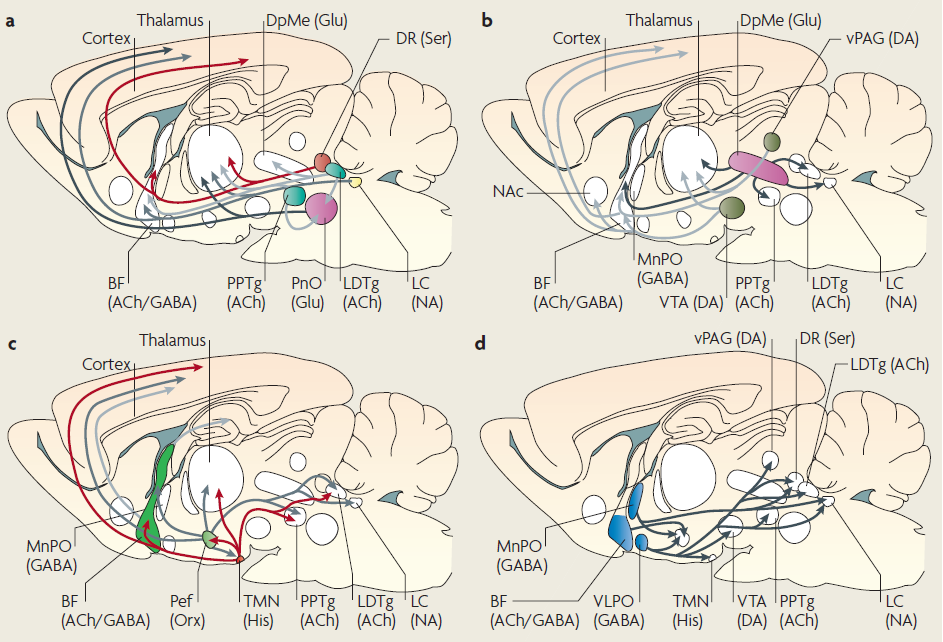 a
Thalamus
DpMe (Glu)
Cortex
DR (Ser)
BF
(ACh/GABA)
PPTg
(ACh)
PnO
(Glu)
LDTg
(ACh)
LC
(NA)
b
Thalamus
DpMe (Glu)
Cortex
vPAG (DA)
NAc
MnPO
(GABA)
BF
(ACh/GABA)
VTA (DA)
PPTg
(ACh)
LDTg
(ACh)
LC
(NA)
c
Thalamus
Cortex
MnPO
(GABA)
BF
(ACh/GABA)
Pef
(Orx)
TMN
(His)
PPTg
(ACh)
LDTg
(ACh)
LC
(NA)
d
vPAG (DA)
DR (Ser)
LDTg (ACh)
MnPO
(GABA)
BF
(ACh/GABA)
VLPO
(GABA)
TMN
(His)
VTA
(DA)
PPTg
(ACh)
LC
(NA)